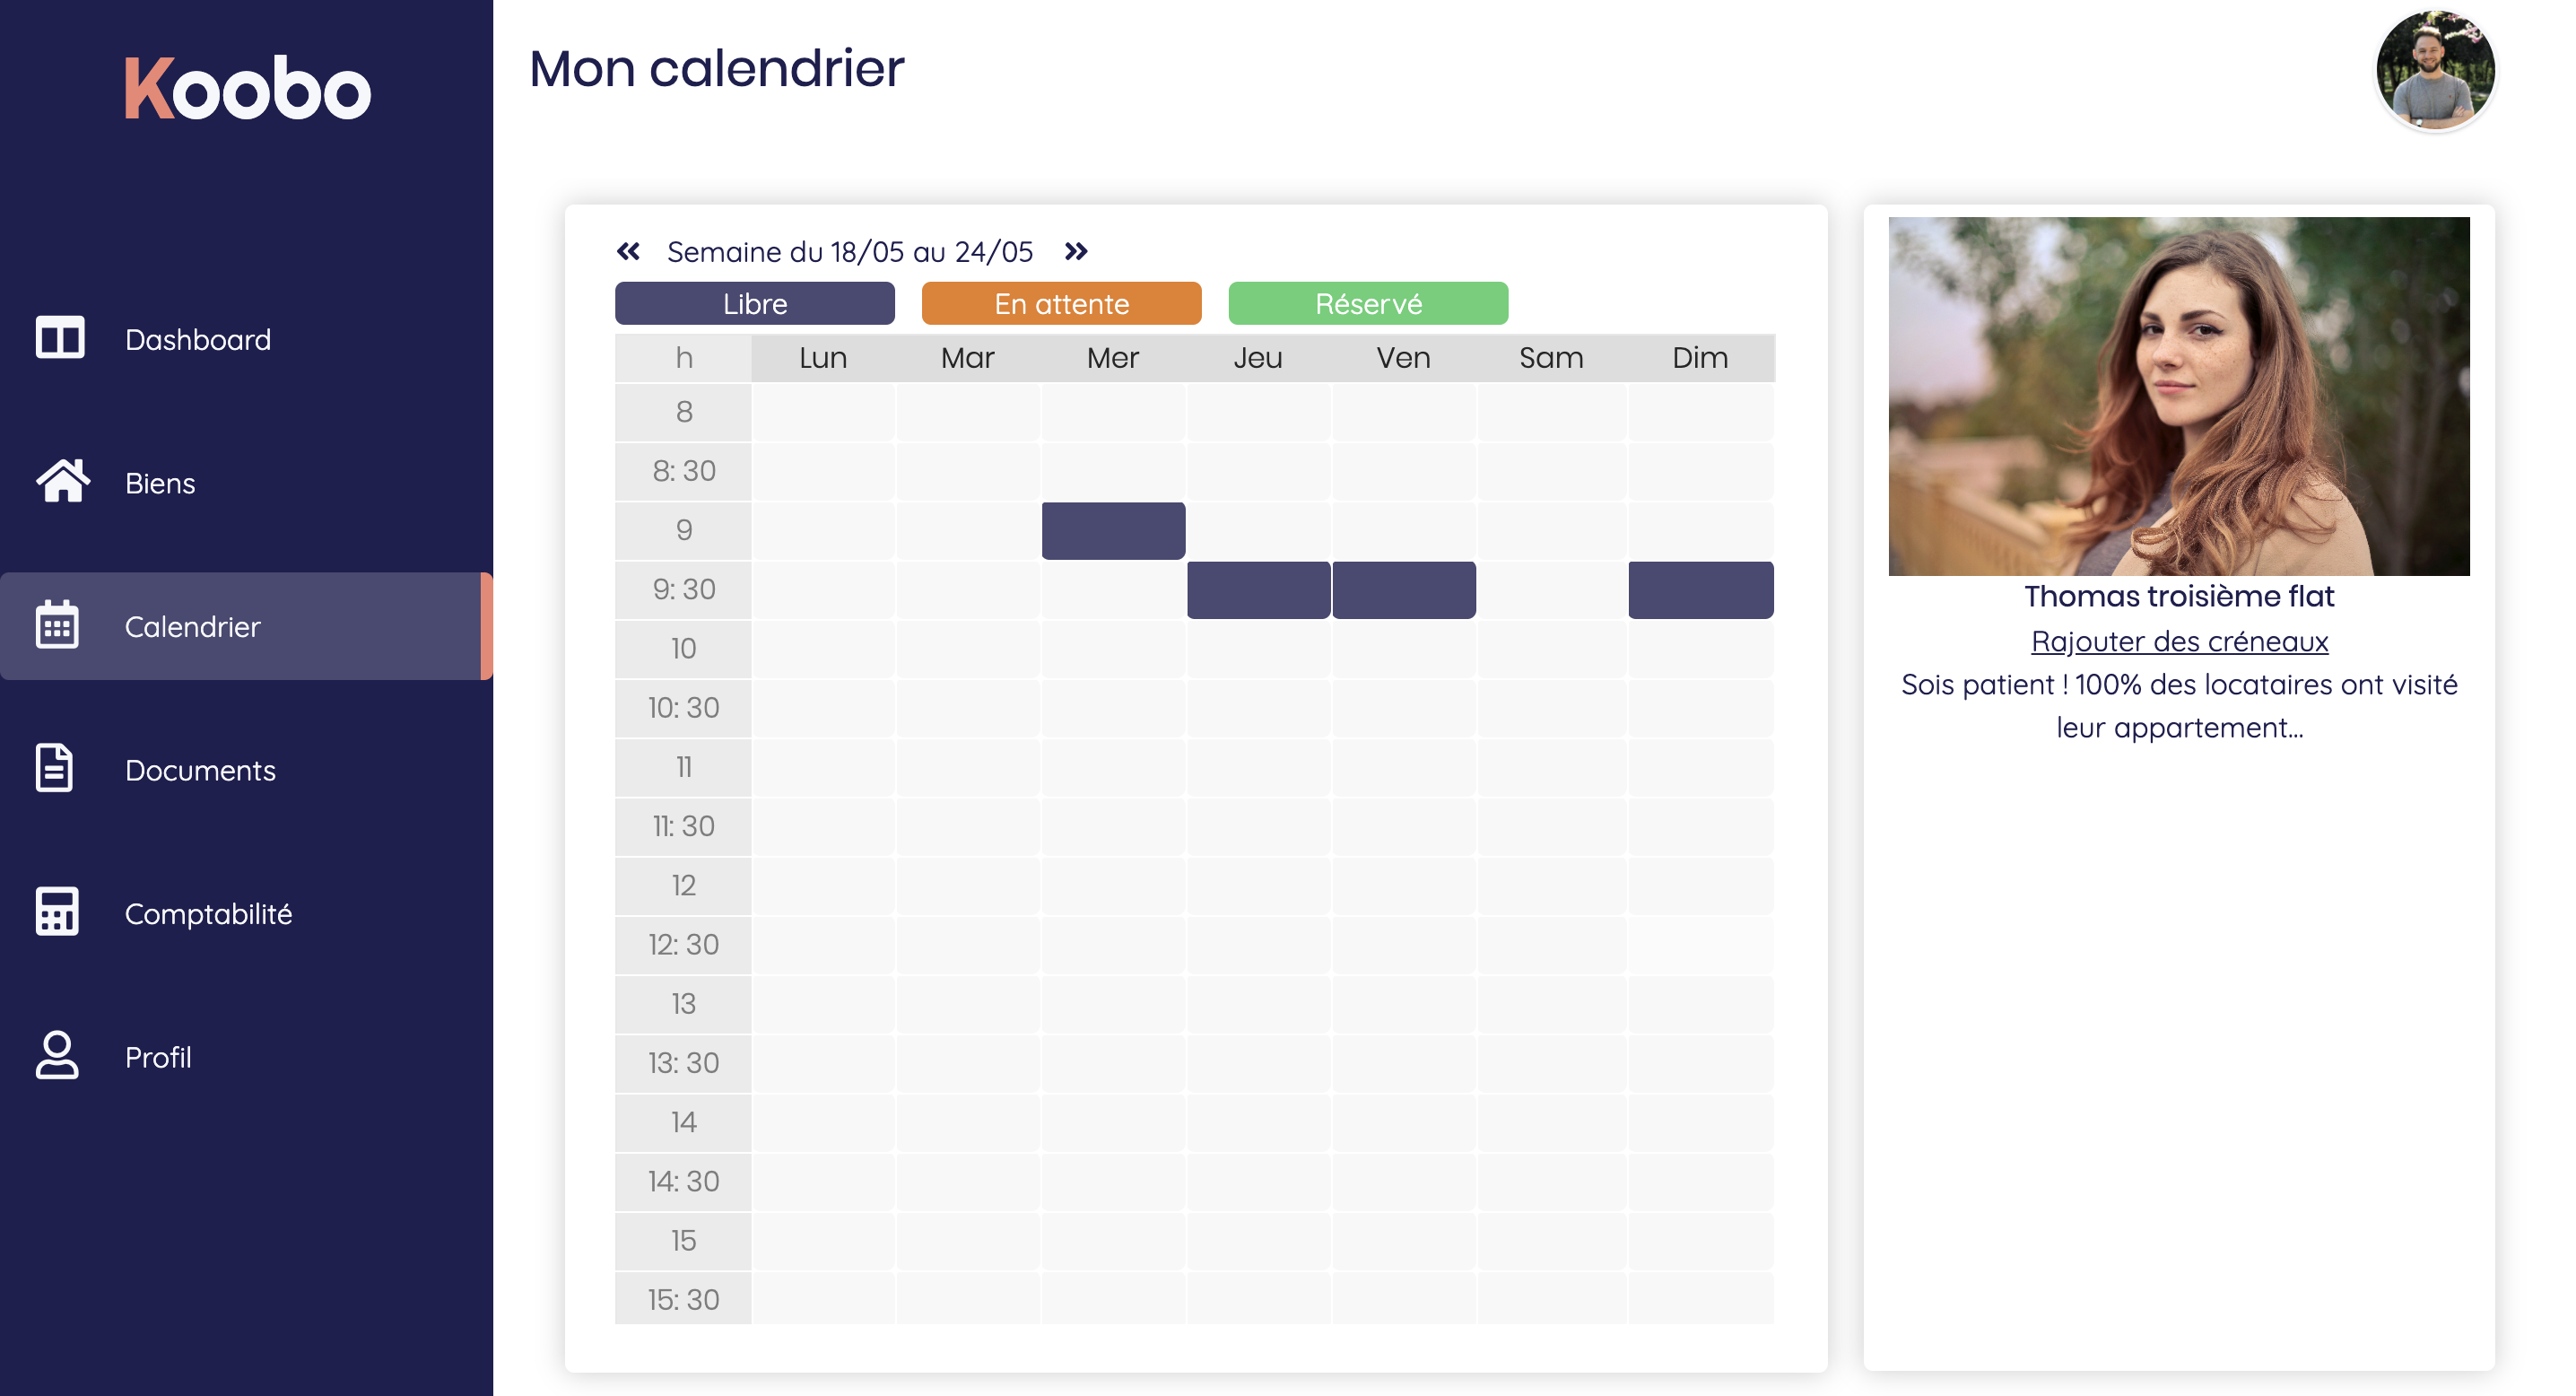 Koobo
Mon calendrier
Dashboard
Biens
Calendrier
Documents
Comptabilité
Profil
Semaine du 18/05 au 24/05
Libre En attente Réservé
h Lun Mar Mer Jeu Ven Sam Dim
8
8: 30
9
9: 30
10
10: 30
11
11: 30
12
12: 30
13
13: 30
14
14: 30
15
15: 30
Thomas troisième flat
Rajouter des créneaux
Sois patient ! 100% des locataires ont visité
leur appartement...